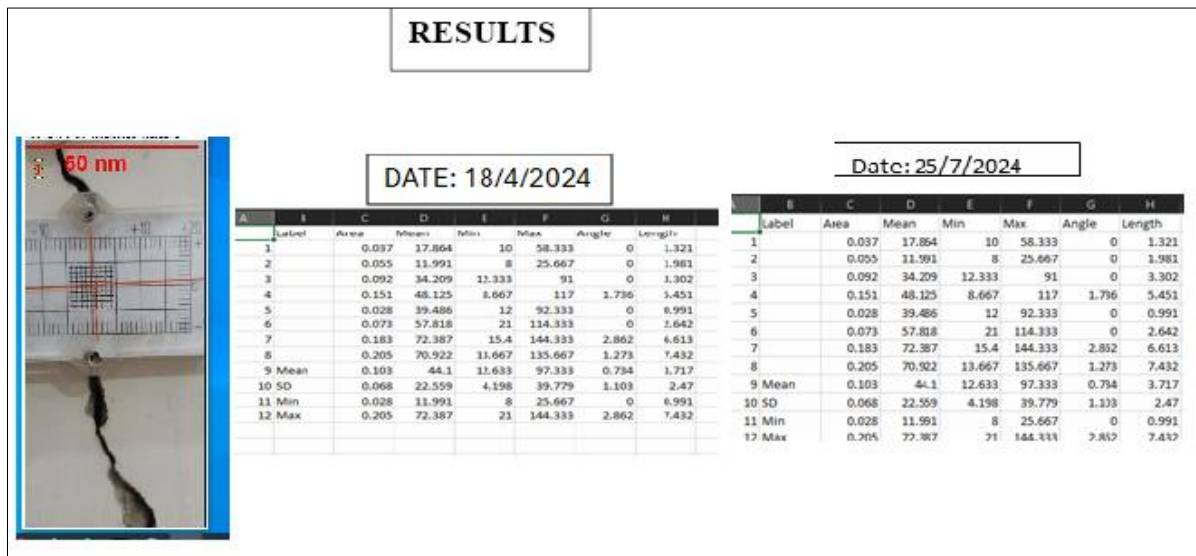 RESULTS
50 nm
+10
+20
DATE: 18/4/2024
A B C D E F G H
Label Area Mean Min Max Angle Length
1 0.037 17.864 10 58.333 0 1.321
2 0.055 11.991 8 25.667 0 1.981
3 0.092 34.209 12.333 91 0 3.302
4 0.151 48.125 8.667 117 1.736 5.451
5 0.028 39.486 12 92.333 0 0.991
6 0.073 57.818 21 114.333 0 2.642
7 0.183 72.387 15.4 144.333 2.862 6.613
8 0.205 70.922 13.667 135.667 1.273 7.432
9 Mean 0.103 44.1 12.633 97.333 0.734 3.717
10 SD 0.068 22.559 4.198 39.779 1.103 2.47
11 Min 0.028 11.991 8 25.667 0 0.991
12 Max 0.205 72.387 21 144.333 2.862 7.432
Date: 25/7/2024
B C D E F G H
Label Area Mean Min Max Angle Length
1 0.037 17.864 10 58.333 0 1.321
2 0.055 11.991 8 25.667 0 1.981
3 0.092 34.209 12.333 91 0 3.302
4 0.151 48.125 8.667 117 1.736 5.451
5 0.028 39.486 12 92.333 0 0.991
6 0.073 57.818 21 114.333 0 2.642
7 0.183 72.387 15.4 144.333 2.862 6.613
8 0.205 70.922 13.667 135.667 1.273 7.432
9 Mean 0.103 44.1 12.633 97.333 0.734 3.717
10 SD 0.068 22.559 4.198 39.779 1.103 2.47
11 Min 0.028 11.991 8 25.667 0 0.991
12 Max 0.205 72.387 21 144.333 2.862 7.432